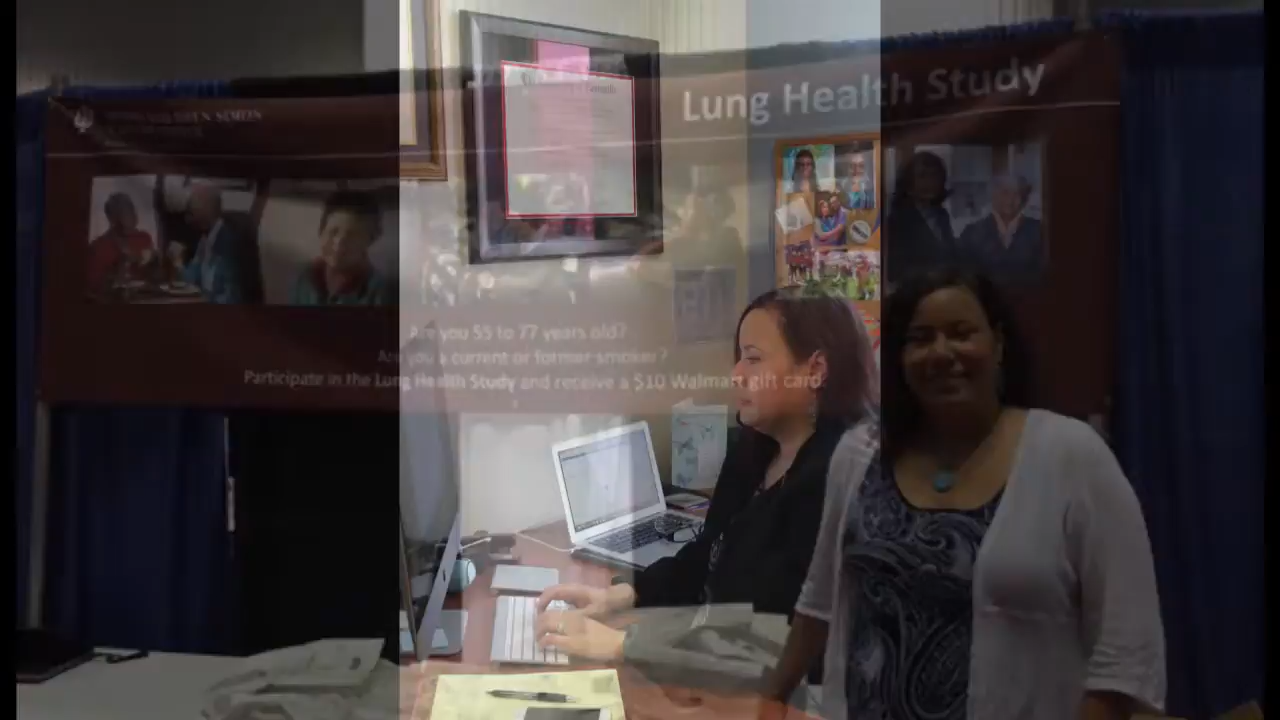 Lung Health Study
Are you 55 to 77 years old?
Are you a current or former smoker?
Participate in the Lung Health Study and receive a $10 Walmart gift card